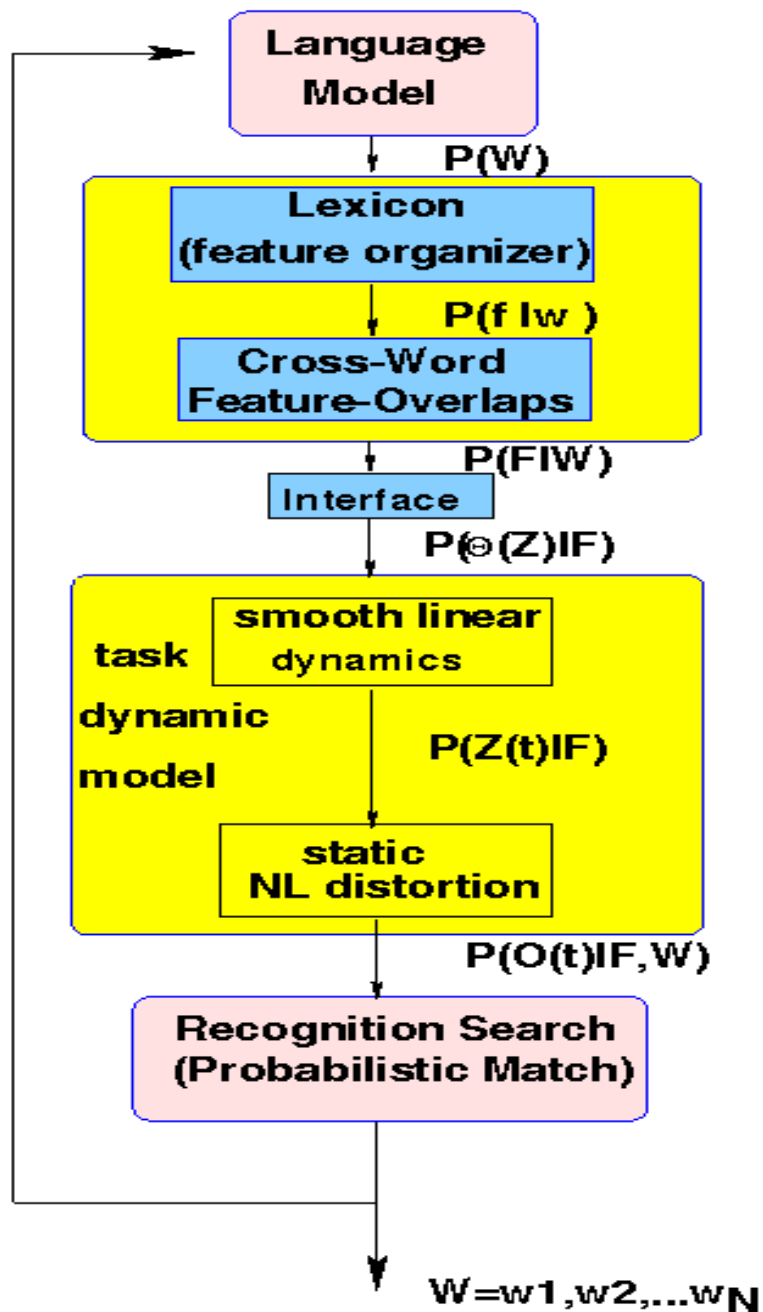 Language
Model
P(W)
Lexicon
(feature organizer)
P(f Iw )
Cross-Word
Feature-Overlaps
P(FIW)
Interface
P(Θ(Z)IF)
smooth linear
dynamics
task
dynamic
model
P(Z(t)IF)
static
NL distortion
P(O(t)IF,W)
Recognition Search
(Probabilistic Match)
W=w1,w2,...wN